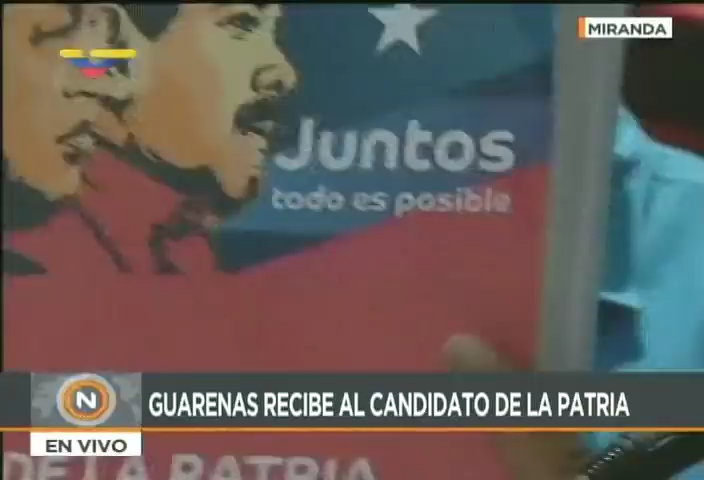 MIRANDA
Juntos
todo es posible
N
GUARENAS RECIBE AL CANDIDATO DE LA PATRIA
EN VIVO
DE LA PATRIA